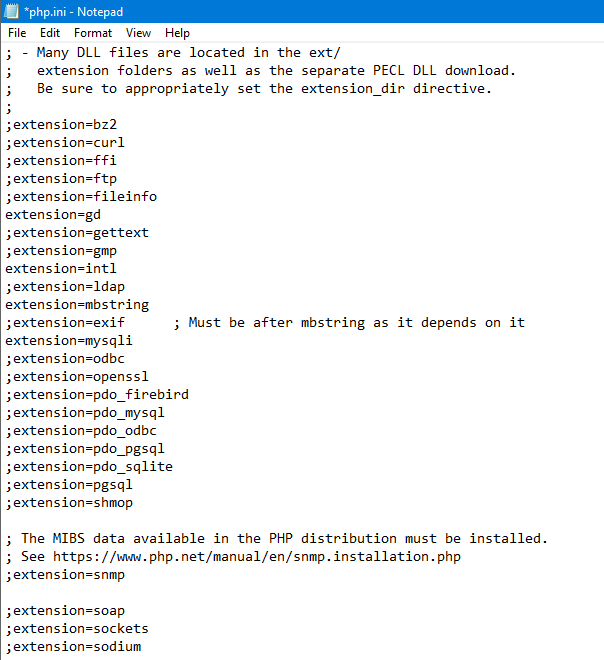 *php.ini - Notepad
File Edit Format View Help
; - Many DLL files are located in the ext/
;   extension folders as well as the separate PECL DLL download.
;   Be sure to appropriately set the extension_dir directive.
;
;extension=bz2
;extension=curl
;extension=ffi
;extension=ftp
;extension=fileinfo
extension=gd
;extension=gettext
;extension=gmp
extension=intl
;extension=ldap
extension=mbstring
;extension=exif      ; Must be after mbstring as it depends on it
extension=mysqli
;extension=odbc
;extension=openssl
;extension=pdo_firebird
;extension=pdo_mysql
;extension=pdo_odbc
;extension=pdo_pgsql
;extension=pdo_sqlite
;extension=pgsql
;extension=shmop

; The MIBS data available in the PHP distribution must be installed.
; See https://www.php.net/manual/en/snmp.installation.php
;extension=snmp

;extension=soap
;extension=sockets
;extension=sodium